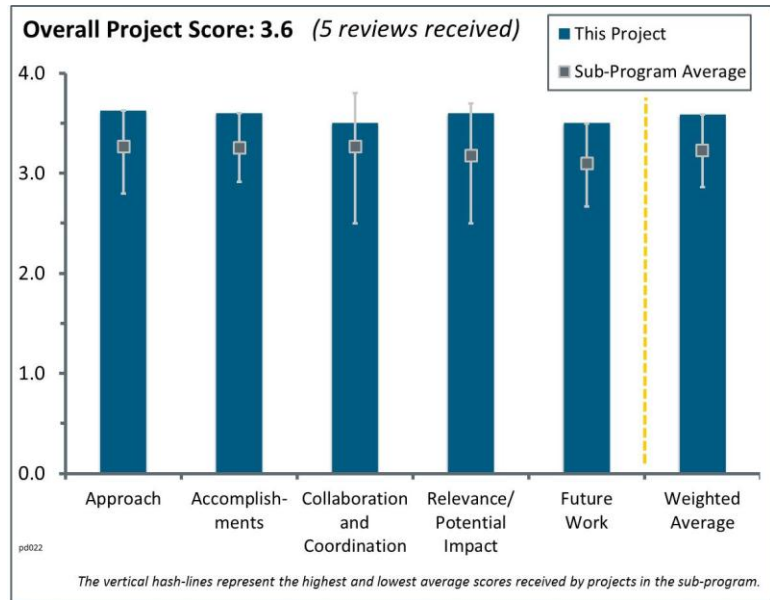 Overall Project Score: 3.6 (5 reviews received)
This Project
Sub-Program Average
4.0
3.0
2.0
1.0
0.0
Approach
Accomplish-
ments
Collaboration
and
Coordination
Relevance/
Potential
Impact
Future
Work
Weighted
Average
pd022
The vertical hash-lines represent the highest and lowest average scores received by projects in the sub-program.